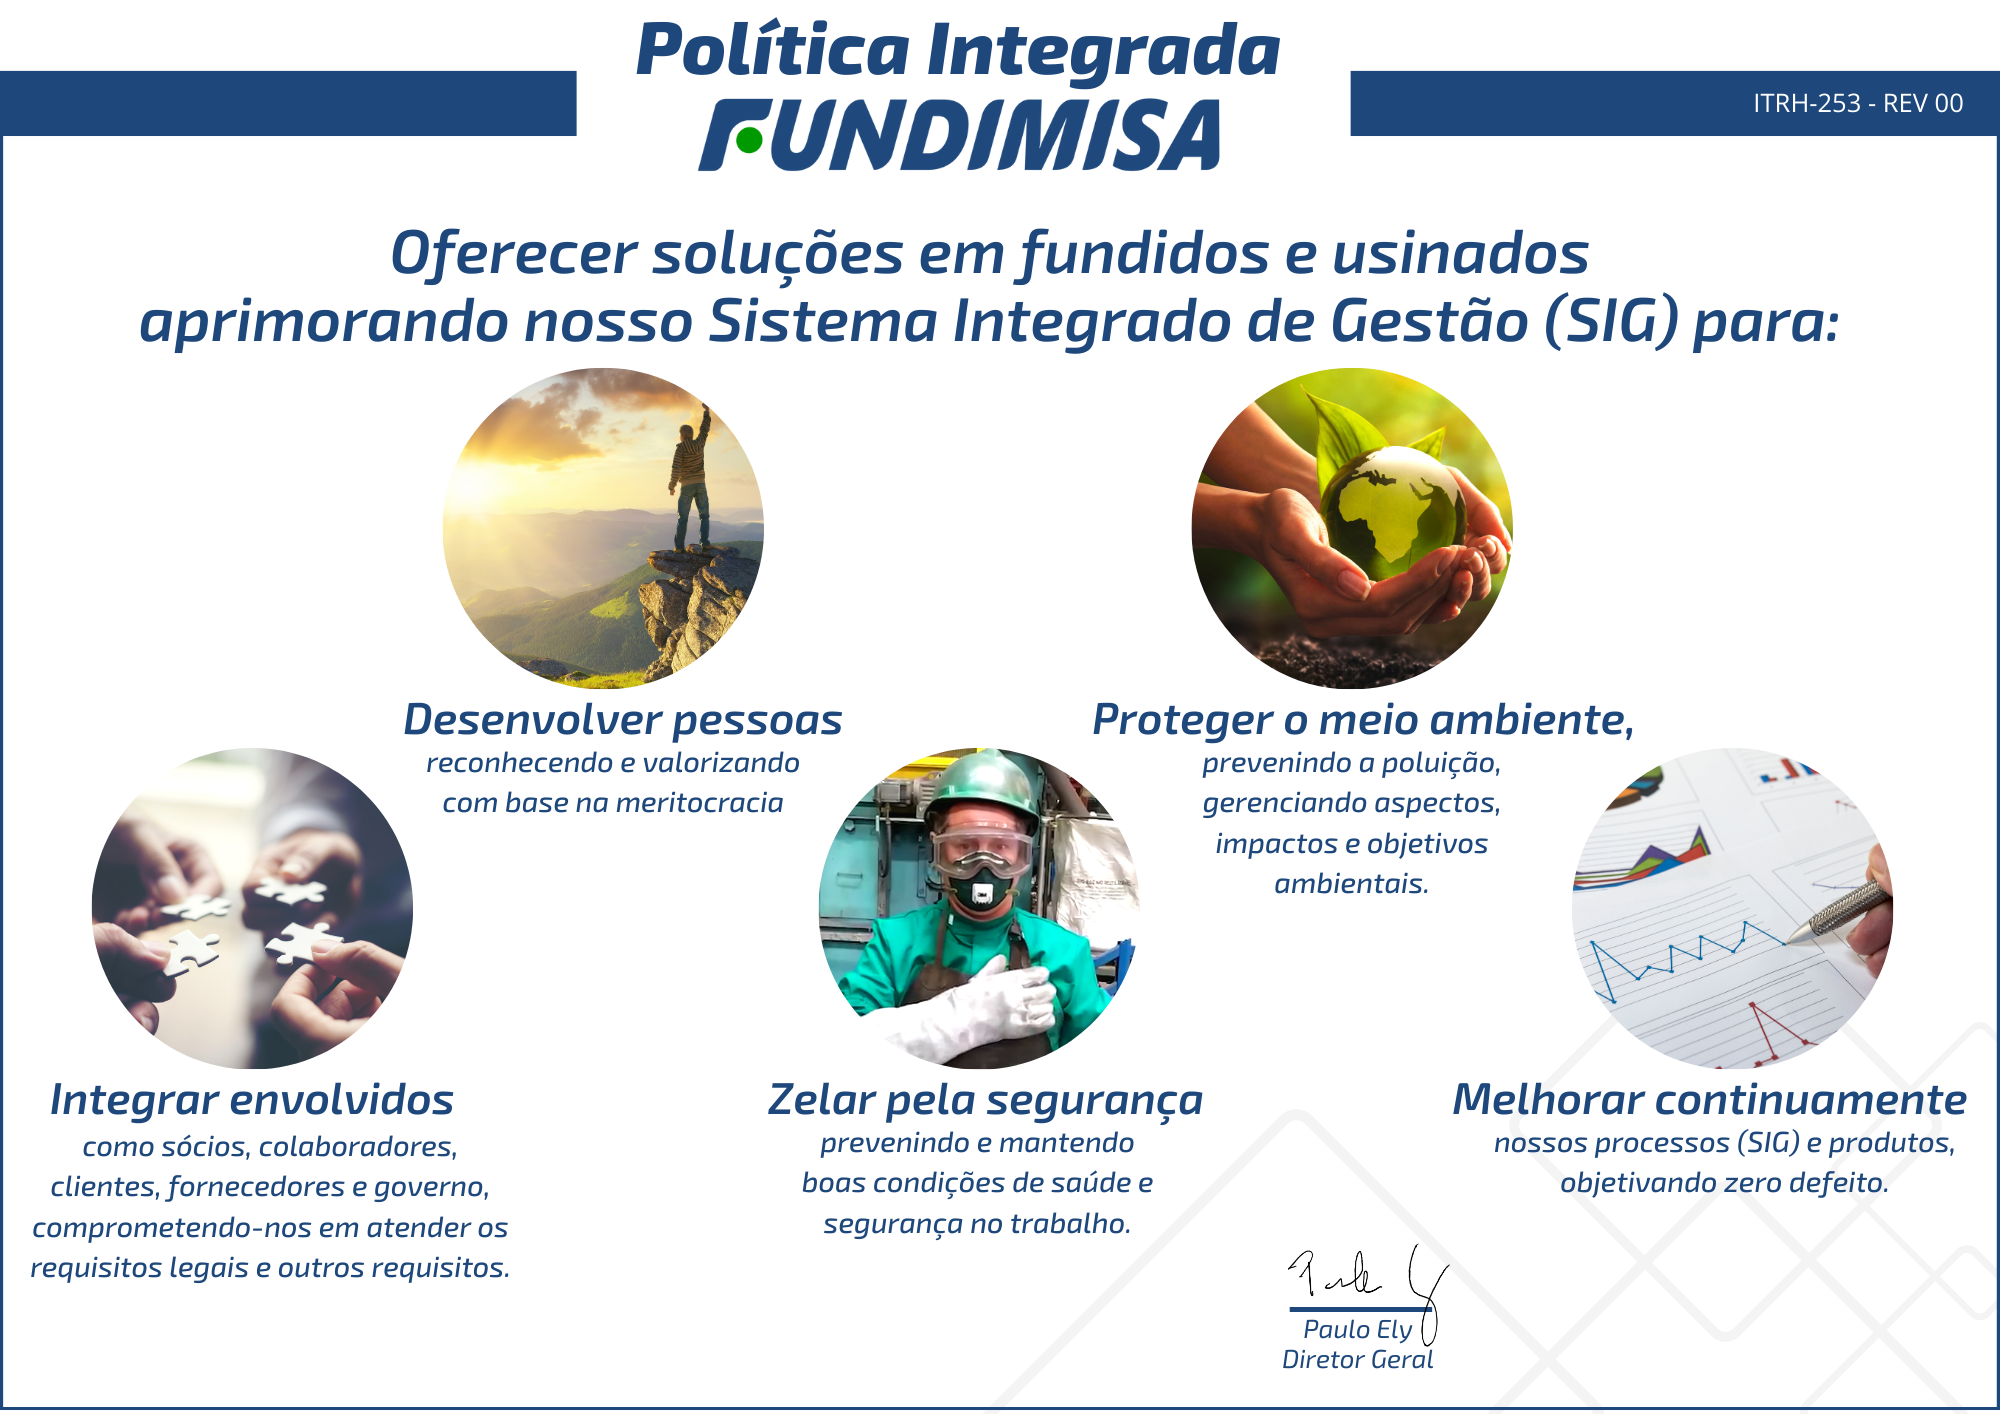 Política Integrada
FUNDIMISA
ITRH-253 - REV 00
Oferecer soluções em fundidos e usinados
aprimorando nosso Sistema Integrado de Gestão (SIG) para:
Desenvolver pessoas
reconhecendo e valorizando
com base na meritocracia
Proteger o meio ambiente,
prevenindo a poluição,
gerenciando aspectos,
impactos e objetivos
ambientais.
Integrar envolvidos
como sócios, colaboradores,
clientes, fornecedores e governo,
comprometendo-nos em atender os
requisitos legais e outros requisitos.
Zelar pela segurança
prevenindo e mantendo
boas condições de saúde e
segurança no trabalho.
Melhorar continuamente
nossos processos (SIG) e produtos,
objetivando zero defeito.
Paulo Ely
Diretor Geral